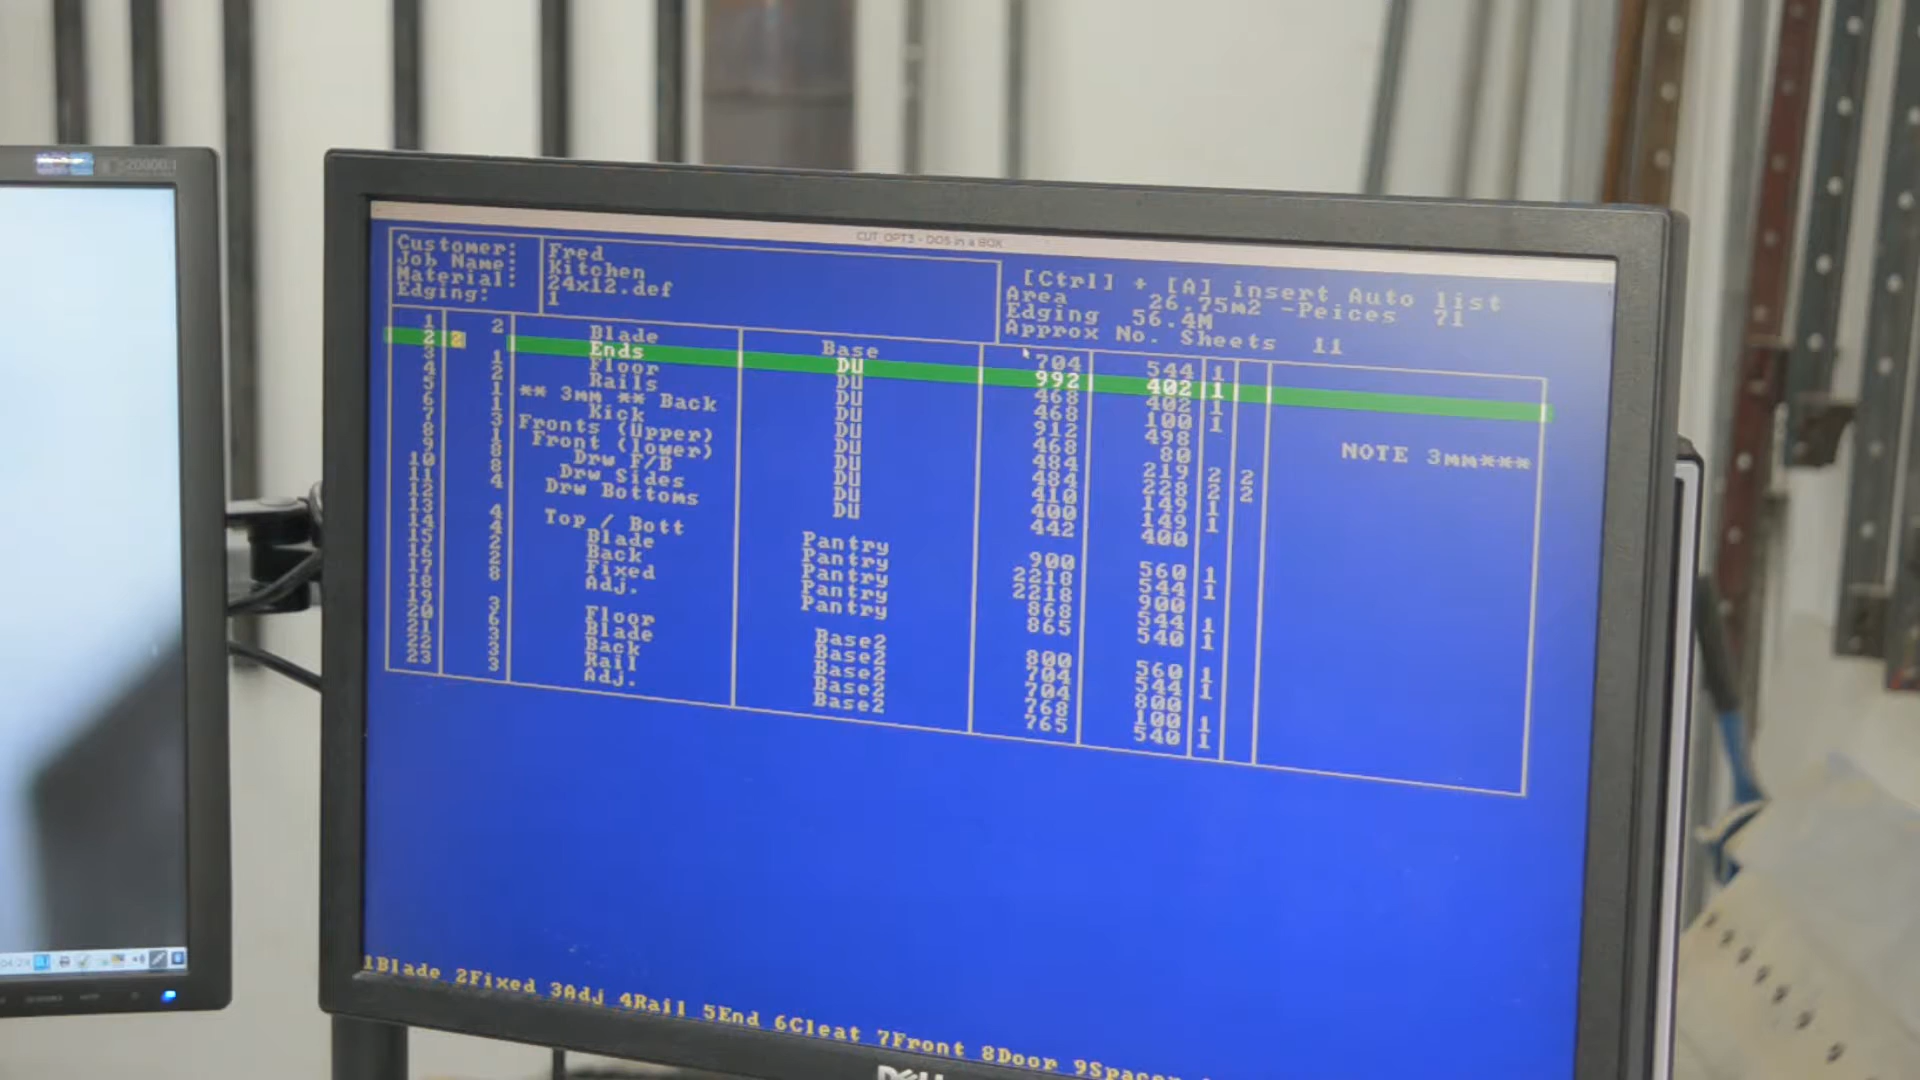 CUT_OPT3 - DOS in a BOX
Customer: Fred
Job Name: Kitchen
Material: 24x12.def
Edging: 1
[Ctrl] + [A] insert Auto list
Area 26.75m2 -Peices 71
Edging 56.4M
Approx No. Sheets 11
1 2 Blade Base 704 544 1
2 2 Ends DU 992 402 1
3 1 Floor DU 468 402 1
4 2 Rails DU 468 100 1
5 1 ** 3mm ** Back DU 912 498 NOTE 3mm***
6 1 Kick DU 468 80
7 3 Fronts (Upper) DU 484 219 2 2
8 1 Front (lower) DU 484 228 2 2
9 8 Drw F/B DU 410 149 1
10 8 Drw Sides DU 400 149 1
11 4 Drw Bottoms DU 442 400
12
13 4 Top / Bott Pantry 900 560 1
14 4 Blade Pantry 2218 544 1
15 2 Back Pantry 2218 900
16 2 Fixed Pantry 868 544 1
17 8 Adj. Pantry 865 540 1
18
19 3 Floor Base2 800 560 1
20 6 Blade Base2 704 544 1
21 3 Back Base2 704 800
22 3 Rail Base2 768 100 1
23 3 Adj. Base2 765 540 1
1Blade 2Fixed 3Adj 4Rail 5End 6Cleat 7Front 8Door 9Spacer
DELL